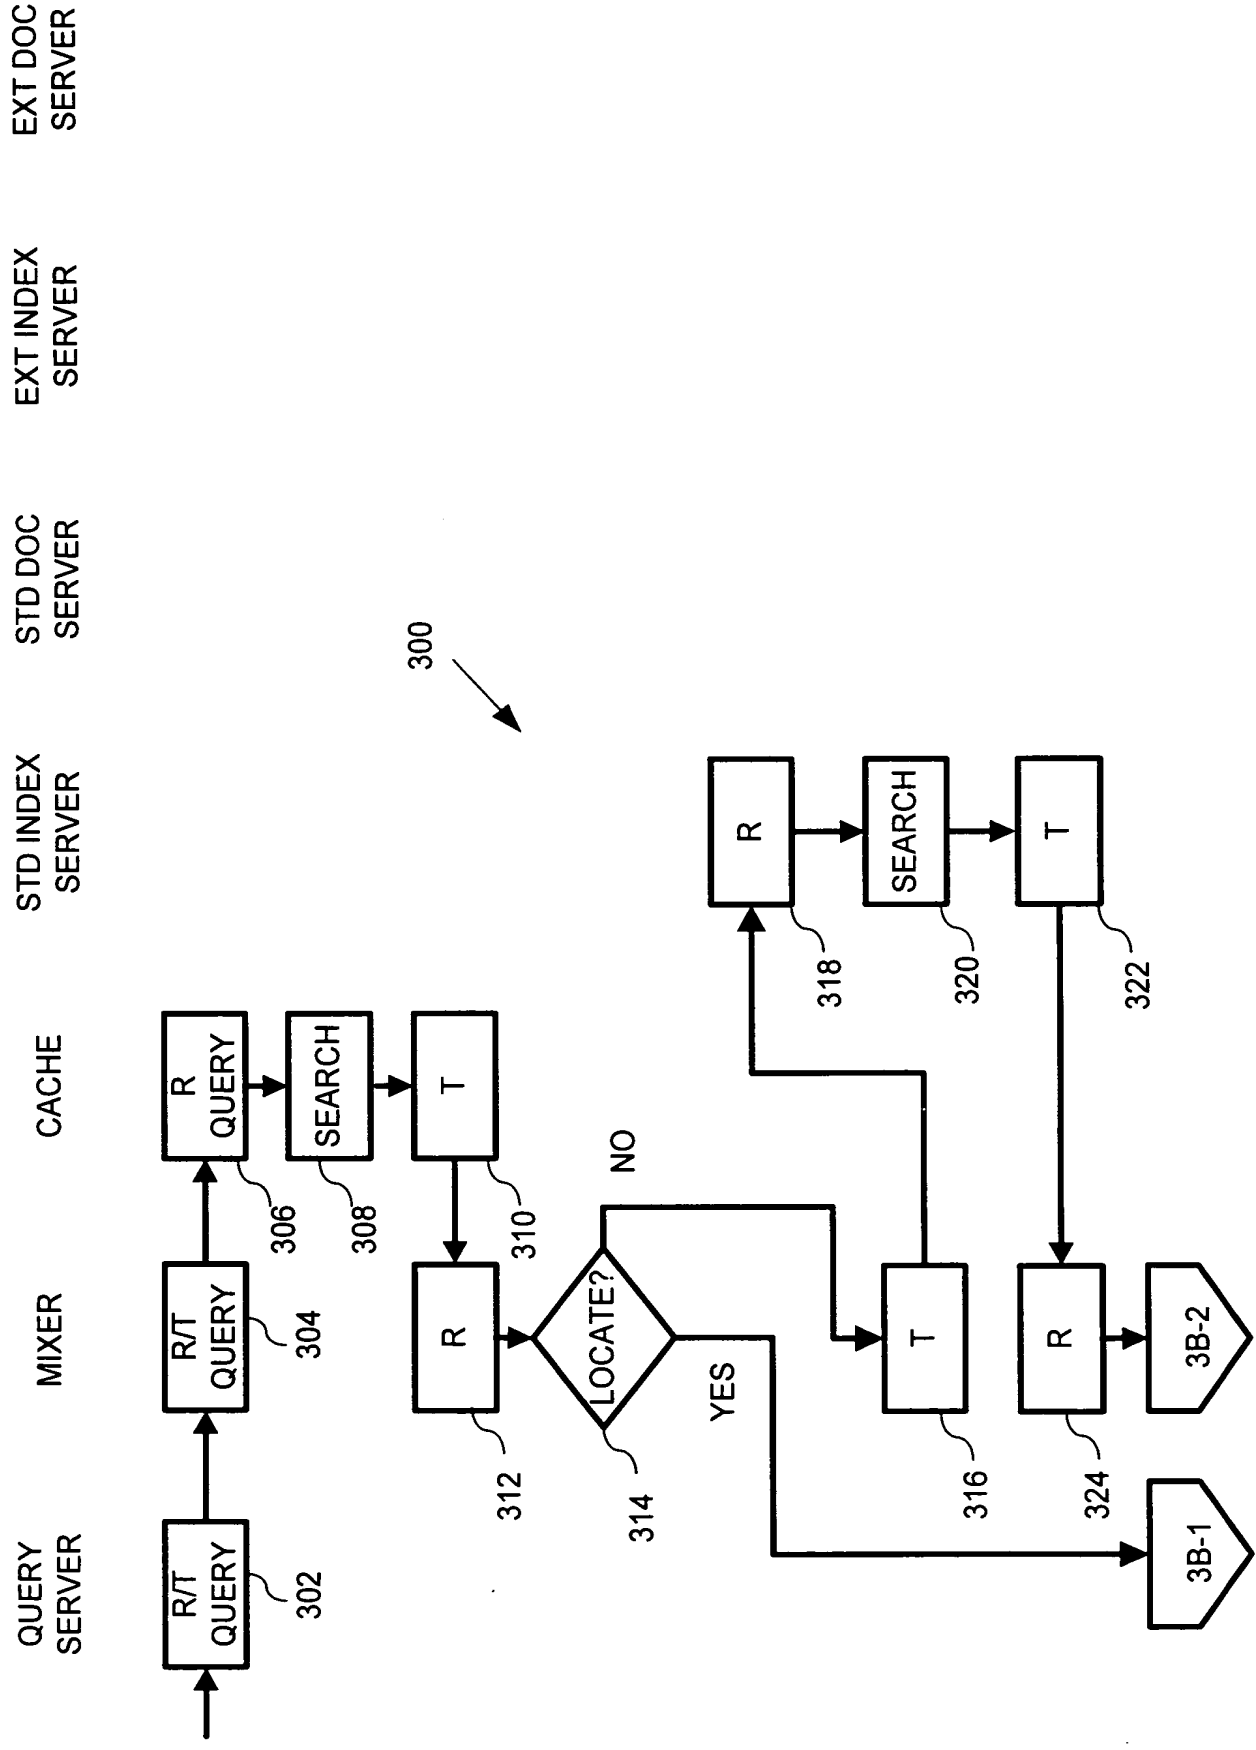 QUERY
SERVER
MIXER
CACHE
STD INDEX
SERVER
STD DOC
SERVER
EXT INDEX
SERVER
EXT DOC
SERVER
R/T
QUERY
302
R/T
QUERY
304
R
QUERY
306
SEARCH
308
T
310
R
312
LOCATE?
314
NO
YES
300
T
316
R
318
SEARCH
320
T
322
R
324
3B-1
3B-2